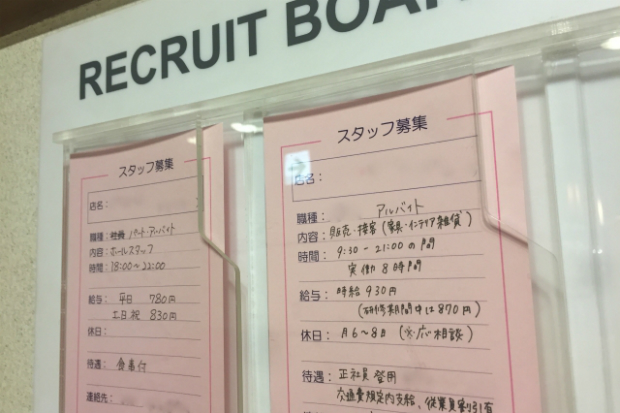 RECRUIT BOAR
スタッフ募集
店名:
職種: 社員 パート・アルバイト
内容: ホールスタッフ
時間: 18:00~22:00
給与: 平日 780円
土日祝 830円
休日:
待遇: 食事付
連絡先:
スタッフ募集
店名:
職種: アルバイト
内容: 販売・接客(家具・インテリア雑貨)
時間: 9:30-21:00の間
実働8時間
給与: 時給930円
(研修期間中は870円)
休日: 月6~8日 (応相談)
待遇: 正社員登用
交通費規定内支給、従業員割引有